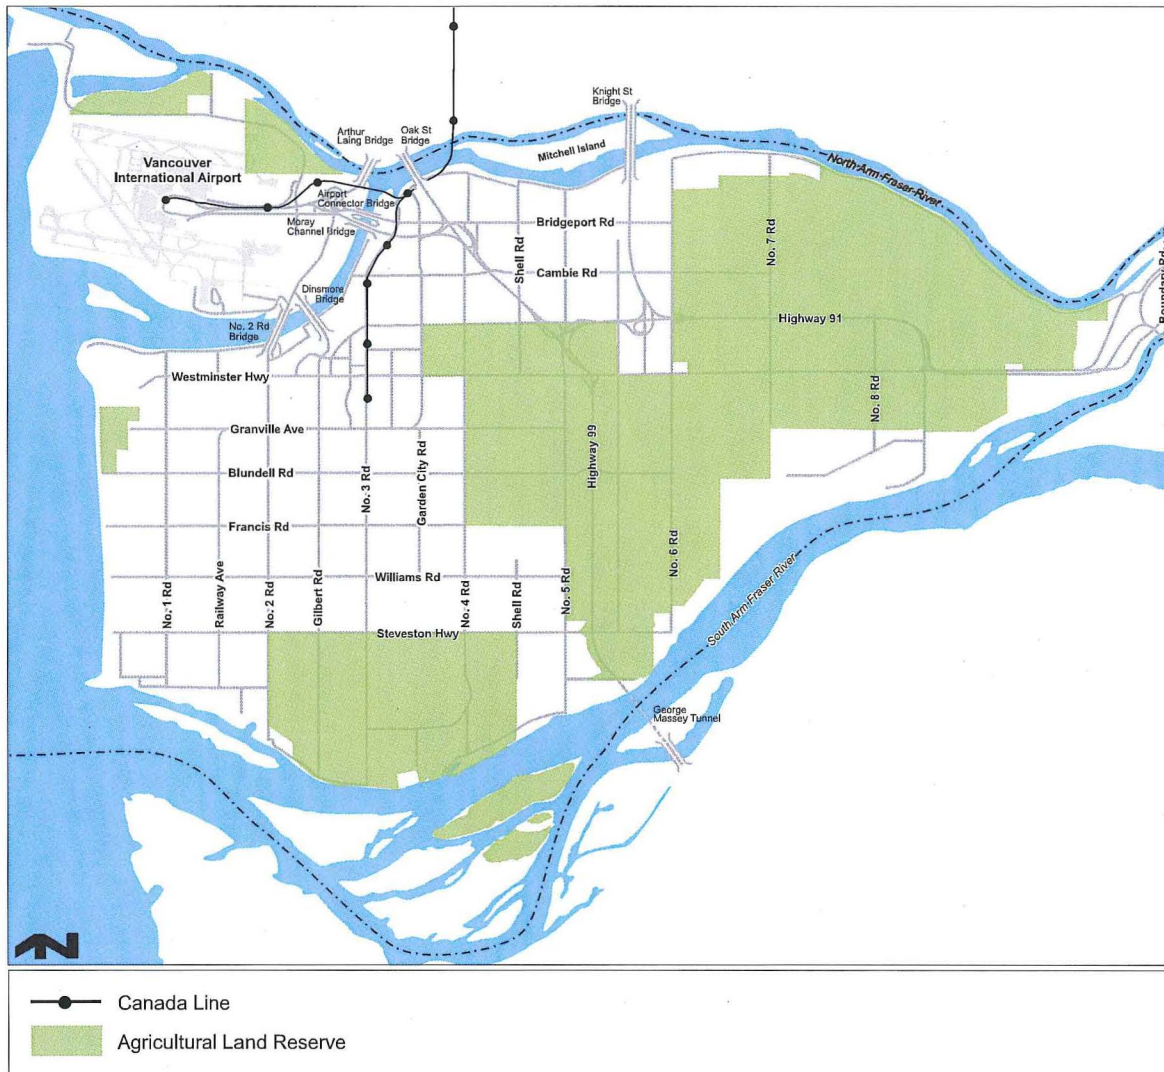 Knight St
Bridge
Arthur
Laing Bridge
Oak St
Bridge
Mitchell Island
North Arm Fraser River
Vancouver
International Airport
Airport
Connector Bridge
Moray
Channel Bridge
Bridgeport Rd
Shell Rd
No. 7 Rd
Cambie Rd
Dinsmore
Bridge
No. 2 Rd
Bridge
Highway 91
Boundary Rd
Westminster Hwy
No. 8 Rd
Granville Ave
Highway 99
Blundell Rd
No. 3 Rd
Garden City Rd
Francis Rd
No. 6 Rd
Williams Rd
No. 1 Rd
Railway Ave
No. 2 Rd
Gilbert Rd
No. 4 Rd
Shell Rd
No. 5 Rd
Steveston Hwy
South Arm Fraser River
George
Massey Tunnel
Canada Line
Agricultural Land Reserve